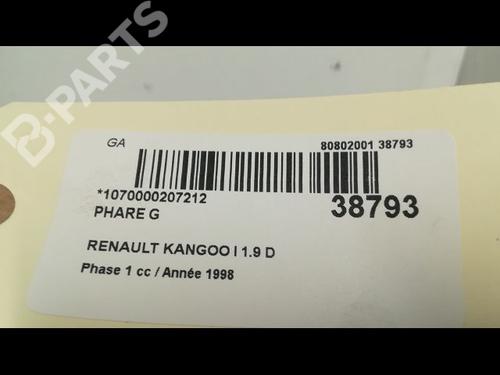 B-PARTS
GA
80802001 38793
*1070000207212
38793
PHARE G
RENAULT KANGOO I 1.9 D
Phase 1 cc / Année 1998